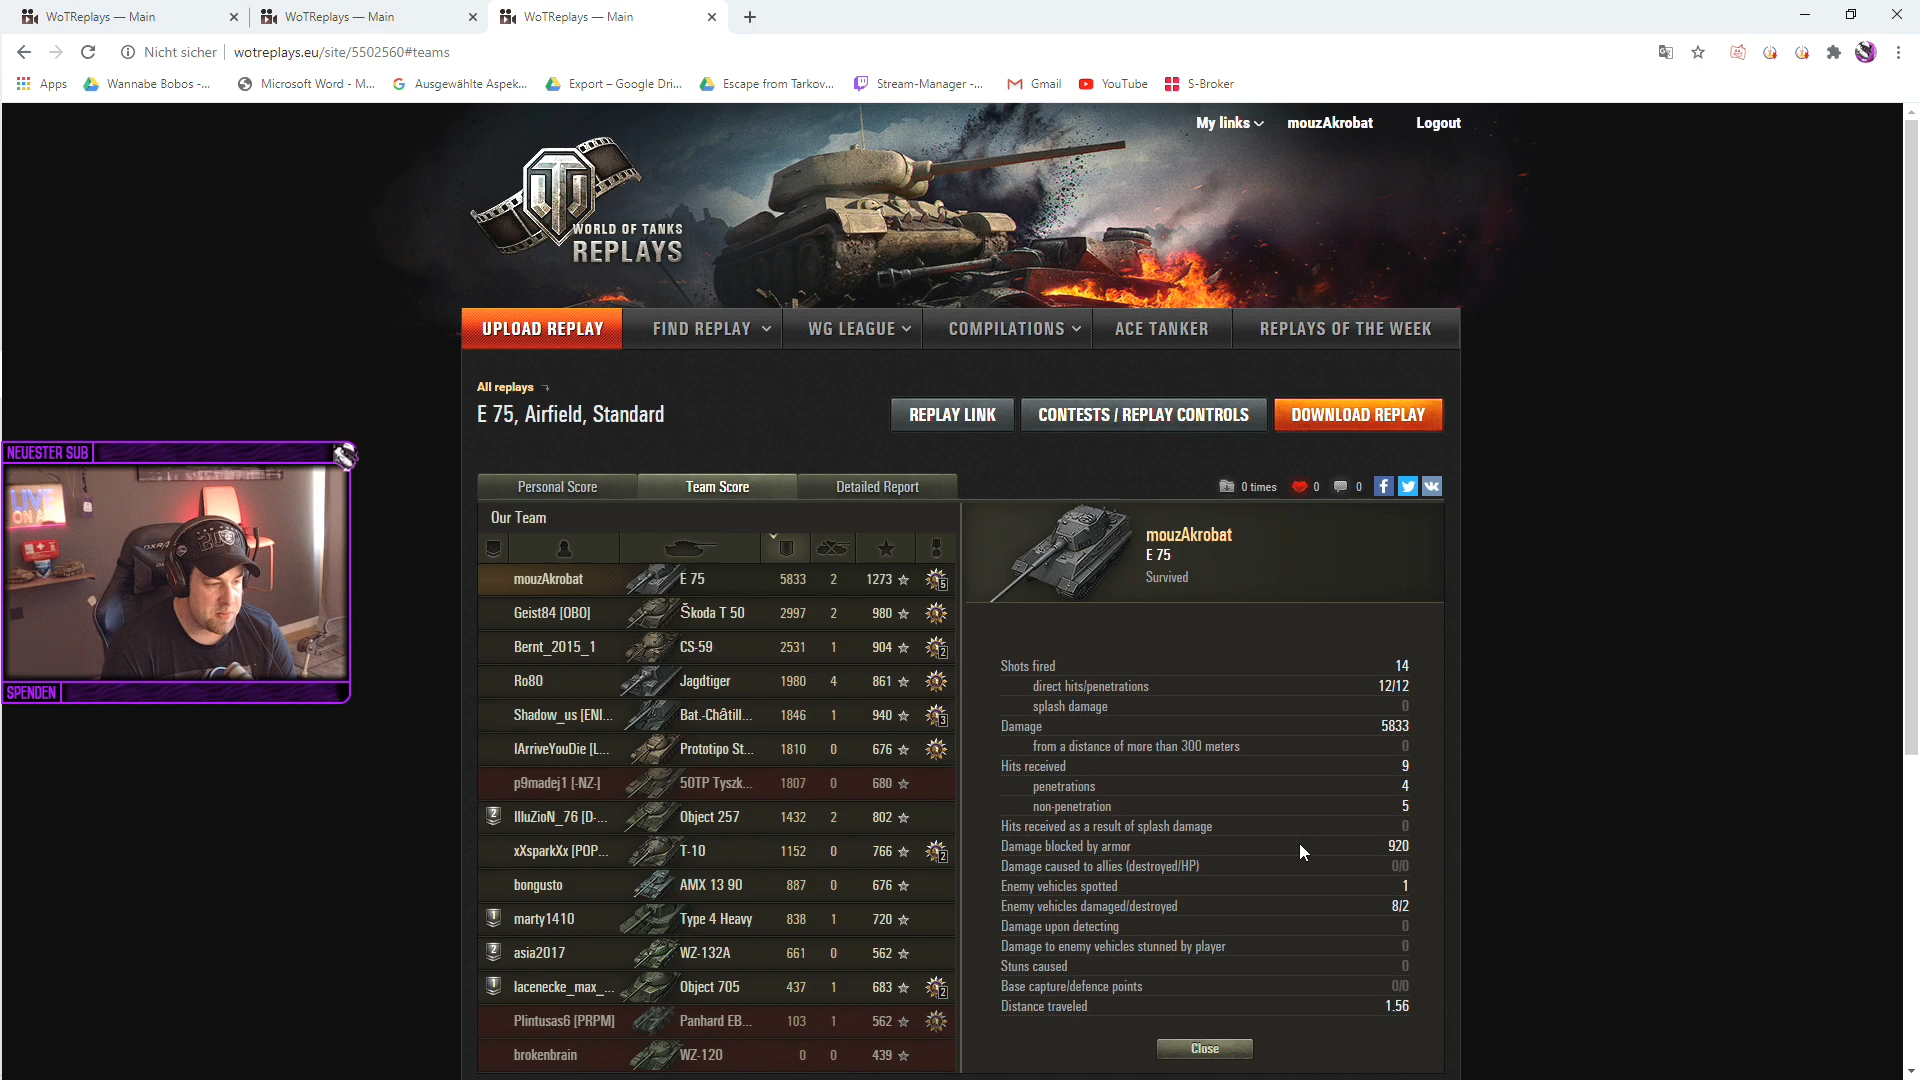 WoTReplays — Main
WoTReplays — Main
WoTReplays — Main
Nicht sicher
wotreplays.eu/site/5502560#teams
Apps
Wannabe Bobos -...
Microsoft Word - M...
Ausgewählte Aspek...
Export – Google Dri...
Escape from Tarkov...
Stream-Manager -...
Gmail
YouTube
S-Broker
My links
mouzAkrobat
Logout
WORLD OF TANKS
REPLAYS
UPLOAD REPLAY
FIND REPLAY
WG LEAGUE
COMPILATIONS
ACE TANKER
REPLAYS OF THE WEEK
All replays
E 75, Airfield, Standard
REPLAY LINK
CONTESTS / REPLAY CONTROLS
DOWNLOAD REPLAY
NEUESTER SUB
LIVE
ON A
SPENDEN
Personal Score
Team Score
Detailed Report
0 times
0
0
Our Team
mouzAkrobat E 75 5833 2 1273 5
Geist84 [OBO] Škoda T 50 2997 2 980
Bernt_2015_1 CS-59 2531 1 904 2
Ro80 Jagdtiger 1980 4 861
Shadow_us [ENI... Bat.-Châtill... 1846 1 940 3
IArriveYouDie [L... Prototipo St... 1810 0 676
p9madej1 [-NZ-] 50TP Tyszk... 1807 0 680
2 IlluZioN_76 [D-... Object 257 1432 2 802
xXsparkXx [POP... T-10 1152 0 766 2
bongusto AMX 13 90 887 0 676
1 marty1410 Type 4 Heavy 838 1 720
2 asia2017 WZ-132A 661 0 562
1 lacenecke_max_... Object 705 437 1 683 2
Plintusas6 [PRPM] Panhard EB... 103 1 562
brokenbrain WZ-120 0 0 439
mouzAkrobat
E 75
Survived
Shots fired 14
direct hits/penetrations 12/12
splash damage 0
Damage 5833
from a distance of more than 300 meters 0
Hits received 9
penetrations 4
non-penetration 5
Hits received as a result of splash damage 0
Damage blocked by armor 920
Damage caused to allies (destroyed/HP) 0/0
Enemy vehicles spotted 1
Enemy vehicles damaged/destroyed 8/2
Damage upon detecting 0
Damage to enemy vehicles stunned by player 0
Stuns caused 0
Base capture/defence points 0/0
Distance traveled 1.56
Close